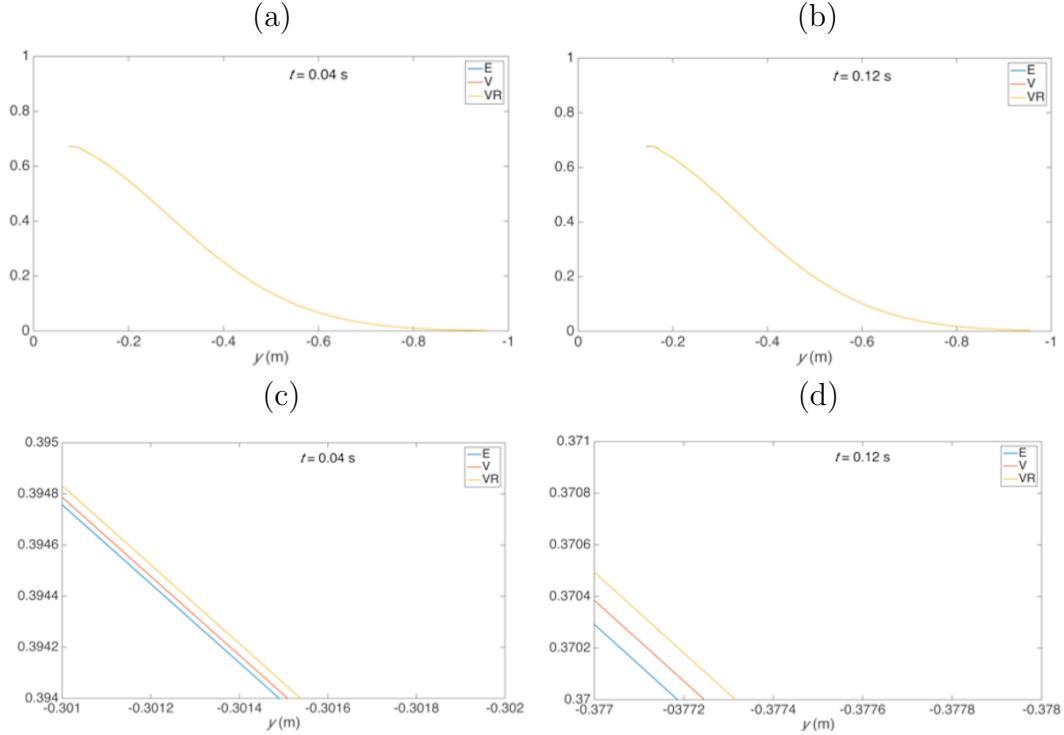 (a)
(b)
1
0.8
0.6
0.4
0.2
0
0
-0.2
-0.4
-0.6
-0.8
-1
y (m)
t = 0.04 s
E
V
VR
1
0.8
0.6
0.4
0.2
0
0
-0.2
-0.4
-0.6
-0.8
-1
y (m)
t = 0.12 s
E
V
VR
(c)
(d)
0.395
0.3948
0.3946
0.3944
0.3942
0.394
-0.301
-0.3012
-0.3014
-0.3016
-0.3018
-0.302
y (m)
t = 0.04 s
E
V
VR
0.371
0.3708
0.3706
0.3704
0.3702
0.37
-0.377
-03772
-0.3774
-0.3776
-0.3778
-0.378
y (m)
t = 0.12 s
E
V
VR